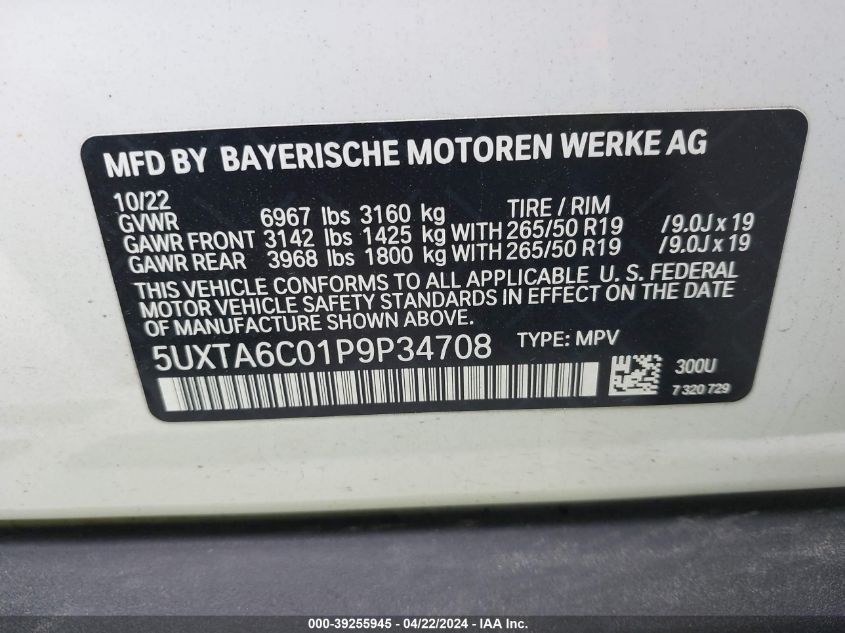 MFD BY BAYERISCHE MOTOREN WERKE AG
10/22
GVWR 6967 lbs 3160 kg TIRE / RIM
GAWR FRONT 3142 lbs 1425 kg WITH 265/50 R19 /9.0J x 19
GAWR REAR 3968 lbs 1800 kg WITH 265/50 R19 /9.0J x 19
THIS VEHICLE CONFORMS TO ALL APPLICABLE U. S. FEDERAL
MOTOR VEHICLE SAFETY STANDARDS IN EFFECT ON THE DATE
OF MANUFACTURE SHOWN ABOVE.
5UXTA6C01P9P34708 TYPE: MPV
300U
7 320 729
000-39255945 - 04/22/2024 - IAA, Inc.